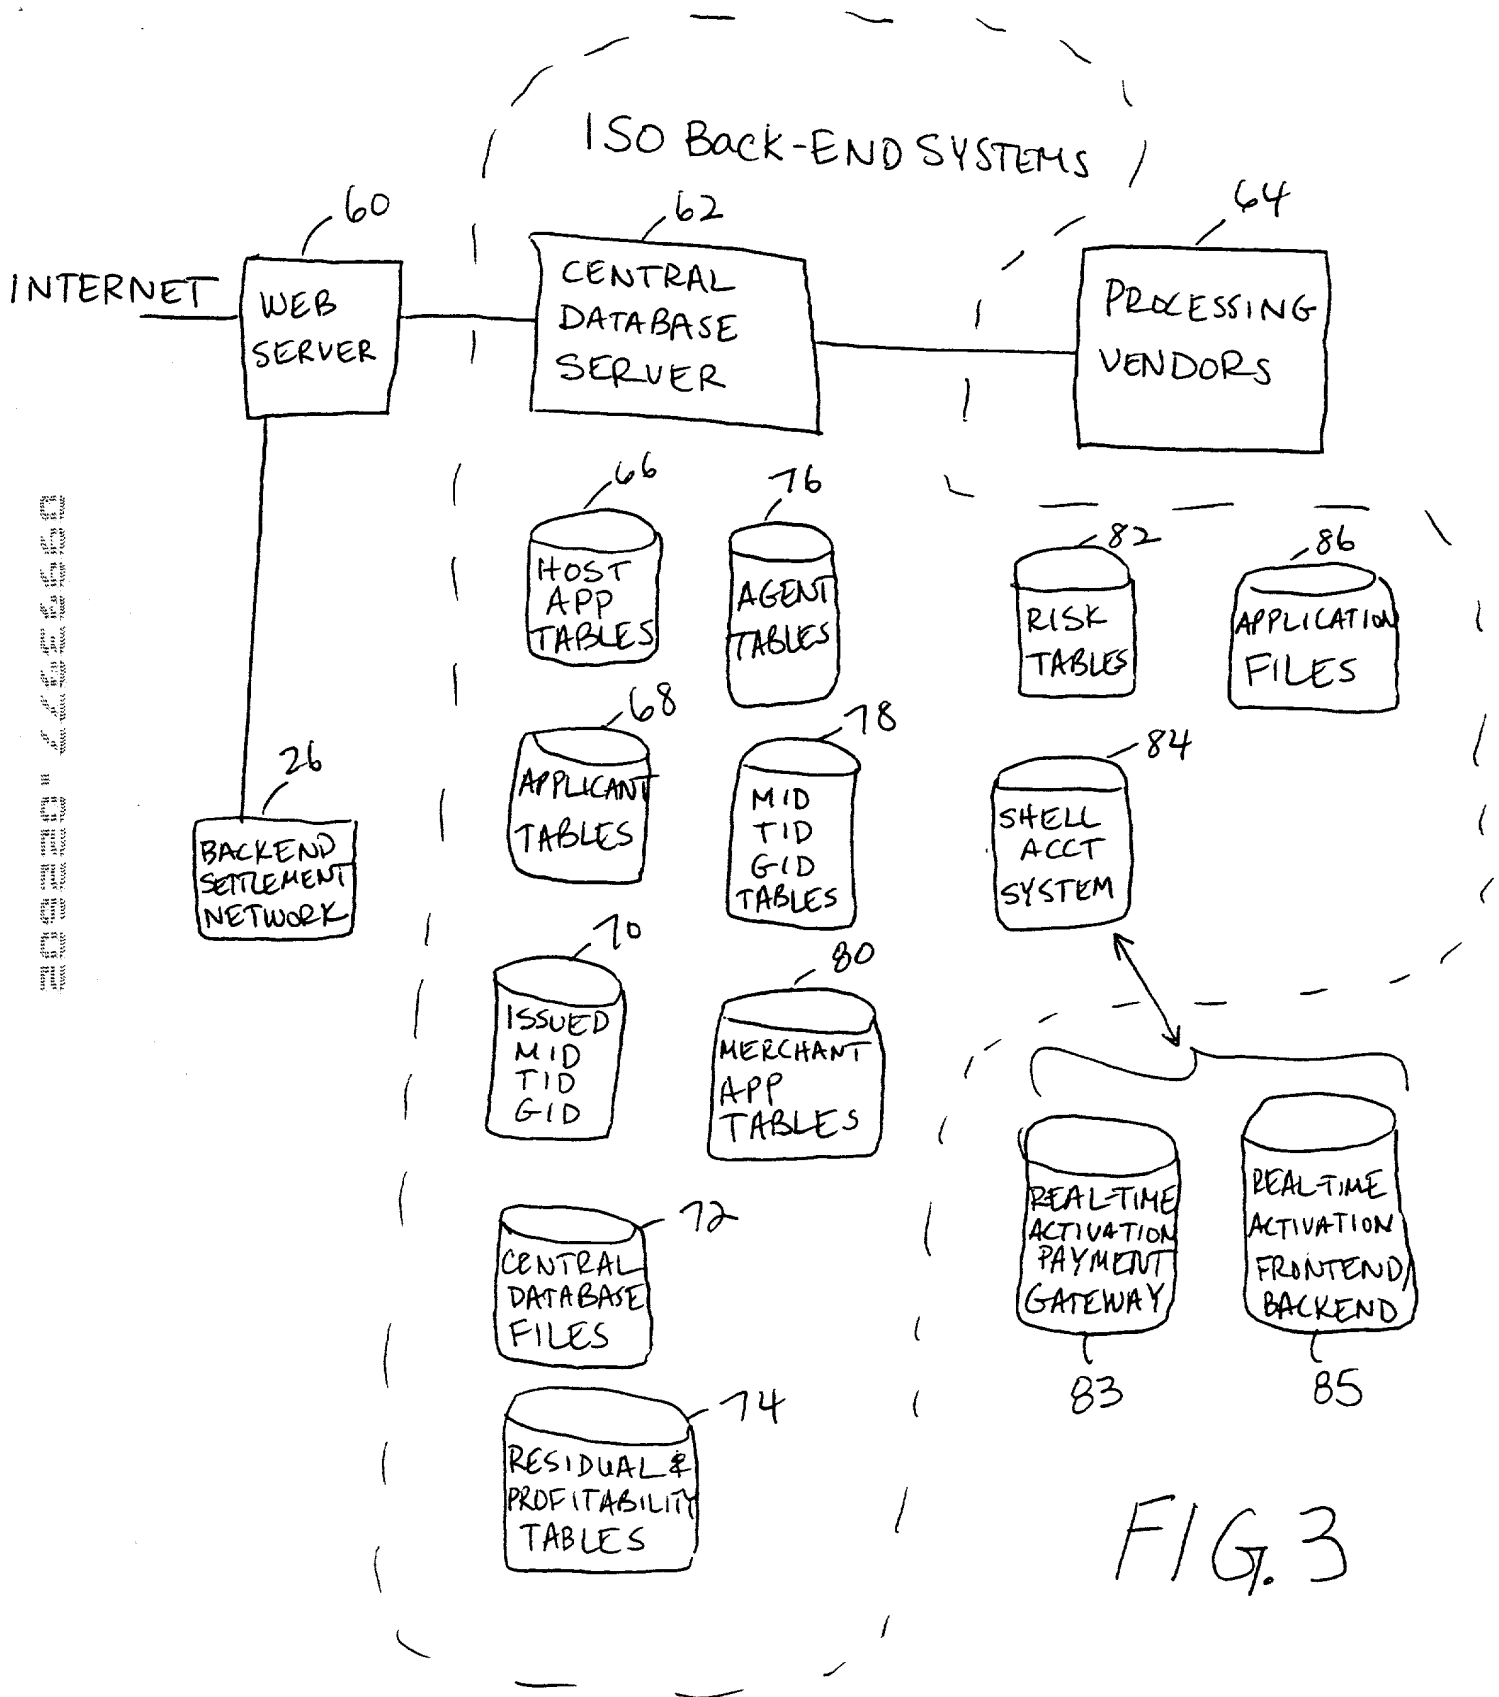 ISO BACK-END SYSTEMS
60
62
64
INTERNET
WEB
SERVER
CENTRAL
DATABASE
SERVER
PROCESSING
VENDORS
66
HOST
APP
TABLES
76
AGENT
TABLES
82
RISK
TABLES
86
APPLICATION
FILES
68
APPLICANT
TABLES
78
MID
TID
GID
TABLES
84
SHELL
ACCT
SYSTEM
26
BACKEND
SETTLEMENT
NETWORK
70
ISSUED
MID
TID
GID
80
MERCHANT
APP
TABLES
72
CENTRAL
DATABASE
FILES
REAL-TIME
ACTIVATION
PAYMENT
GATEWAY
83
REAL-TIME
ACTIVATION
FRONTEND/
BACKEND
85
74
RESIDUAL &
PROFITABILITY
TABLES
FIG. 3